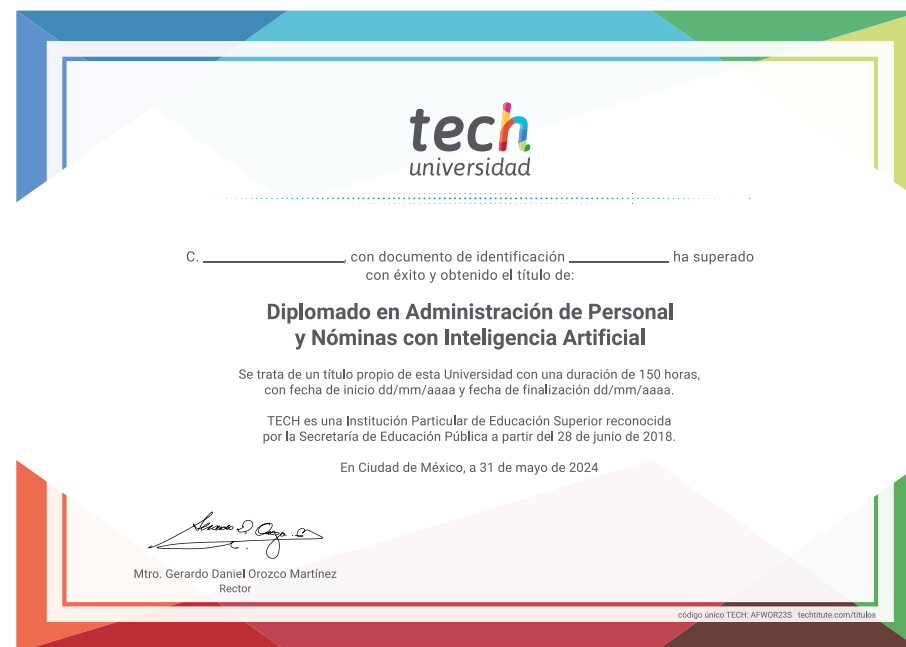 tech
universidad
C. ____________________, con documento de identificación ______________ ha superado
con éxito y obtenido el título de:
Diplomado en Administración de Personal
y Nóminas con Inteligencia Artificial
Se trata de un título propio de esta Universidad con una duración de 150 horas,
con fecha de inicio dd/mm/aaaa y fecha de finalización dd/mm/aaaa.
TECH es una Institución Particular de Educación Superior reconocida
por la Secretaría de Educación Pública a partir del 28 de junio de 2018.
En Ciudad de México, a 31 de mayo de 2024
Mtro. Gerardo Daniel Orozco Martínez
Rector
código único TECH: AFWOR23S techtitute.com/titulos